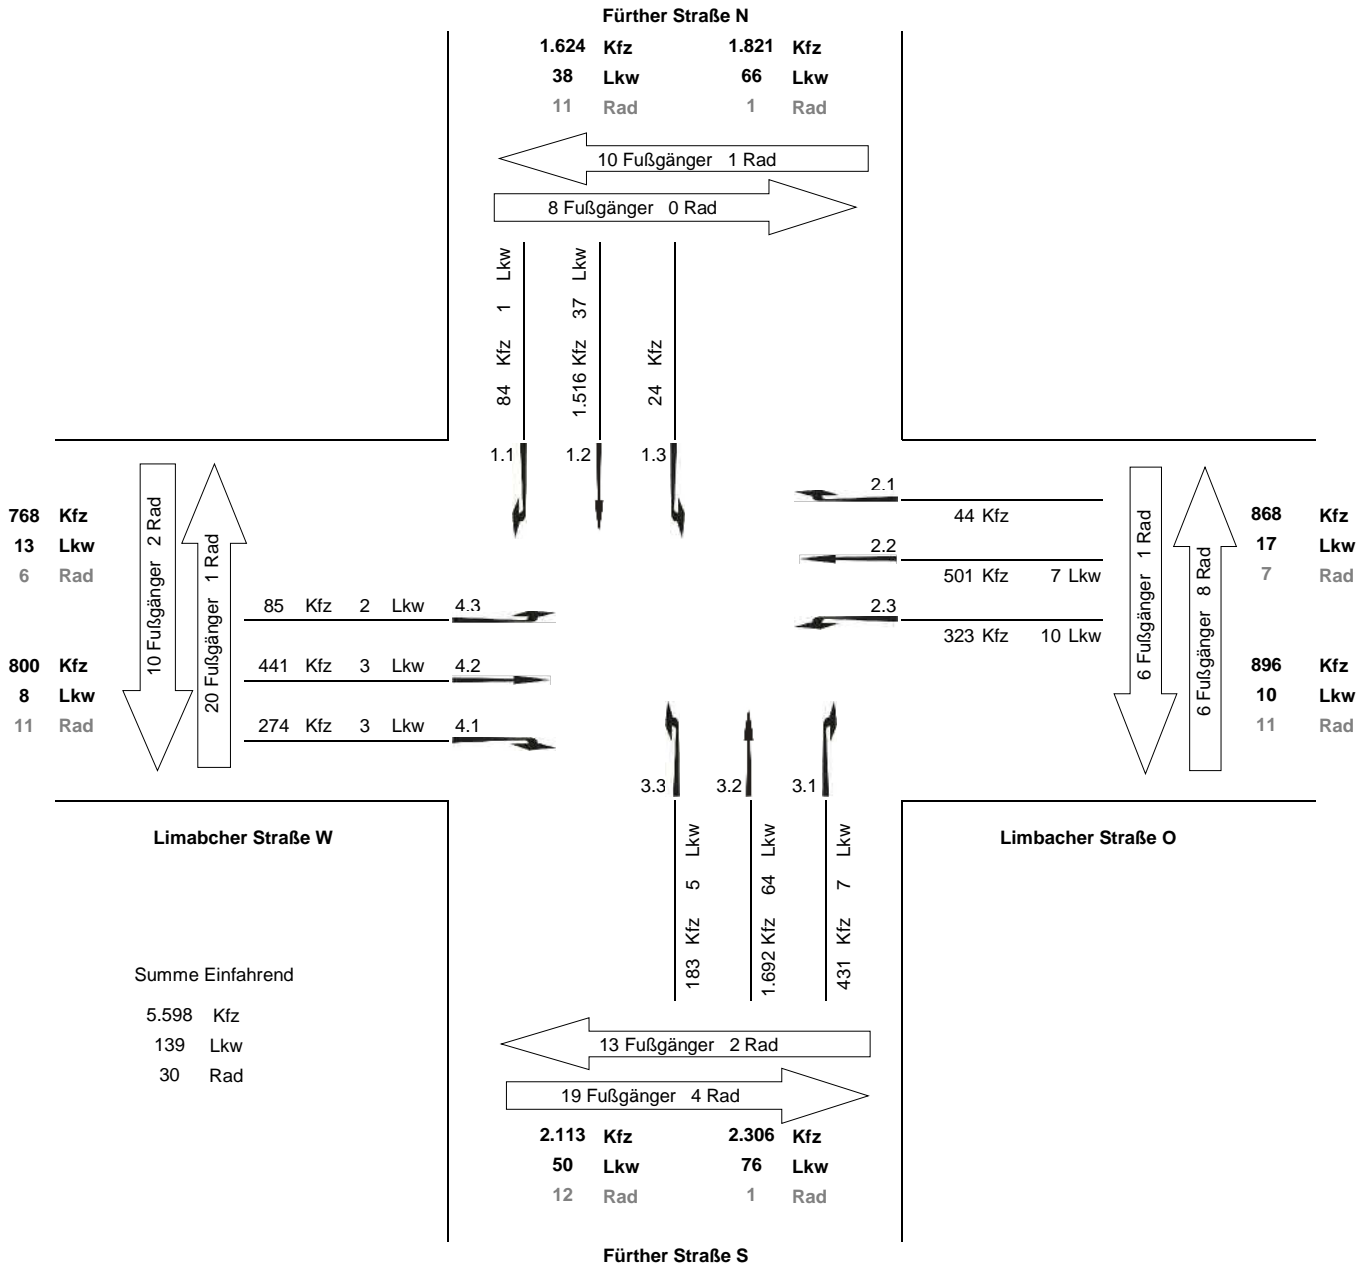 Fürther Straße N
1.624 Kfz 1.821 Kfz
38 Lkw 66 Lkw
11 Rad 1 Rad
10 Fußgänger 1 Rad
8 Fußgänger 0 Rad
84 Kfz 1 Lkw
1.516 Kfz 37 Lkw
24 Kfz
1.1 1.2 1.3
768 Kfz
13 Lkw
6 Rad
800 Kfz
8 Lkw
11 Rad
10 Fußgänger 2 Rad
20 Fußgänger 1 Rad
85 Kfz 2 Lkw 4.3
441 Kfz 3 Lkw 4.2
274 Kfz 3 Lkw 4.1
2.1
44 Kfz
2.2
501 Kfz 7 Lkw
2.3
323 Kfz 10 Lkw
6 Fußgänger 1 Rad
6 Fußgänger 8 Rad
868 Kfz
17 Lkw
7 Rad
896 Kfz
10 Lkw
11 Rad
3.3 3.2 3.1
183 Kfz 5 Lkw
1.692 Kfz 64 Lkw
431 Kfz 7 Lkw
Limabcher Straße W
Limbacher Straße O
Summe Einfahrend
5.598 Kfz
139 Lkw
30 Rad
13 Fußgänger 2 Rad
19 Fußgänger 4 Rad
2.113 Kfz 2.306 Kfz
50 Lkw 76 Lkw
12 Rad 1 Rad
Fürther Straße S